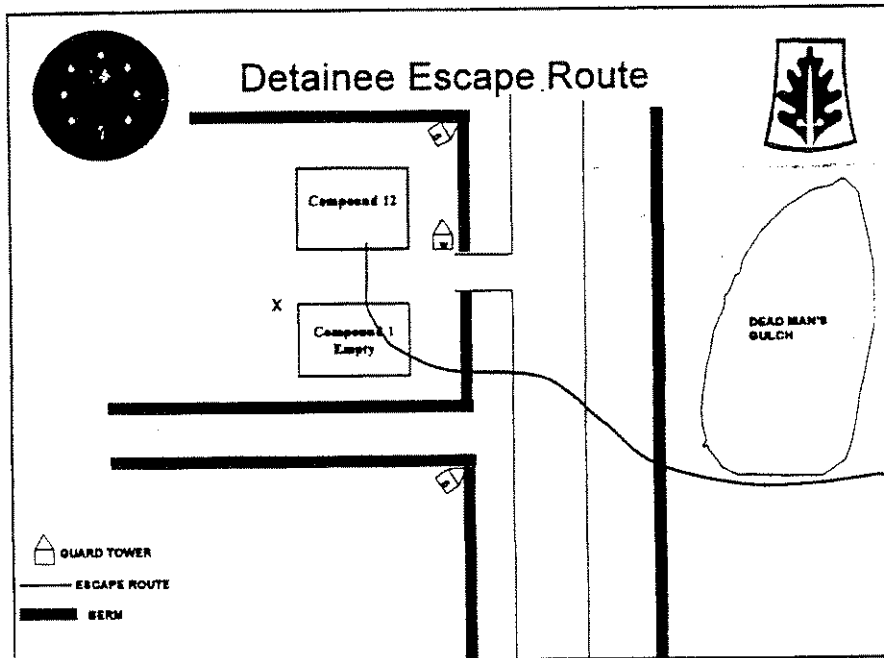 Detainee Escape Route
Compound 12
X
Compound 1
Empty
DEAD MAN'S
GULCH
GUARD TOWER
ESCAPE ROUTE
BERM